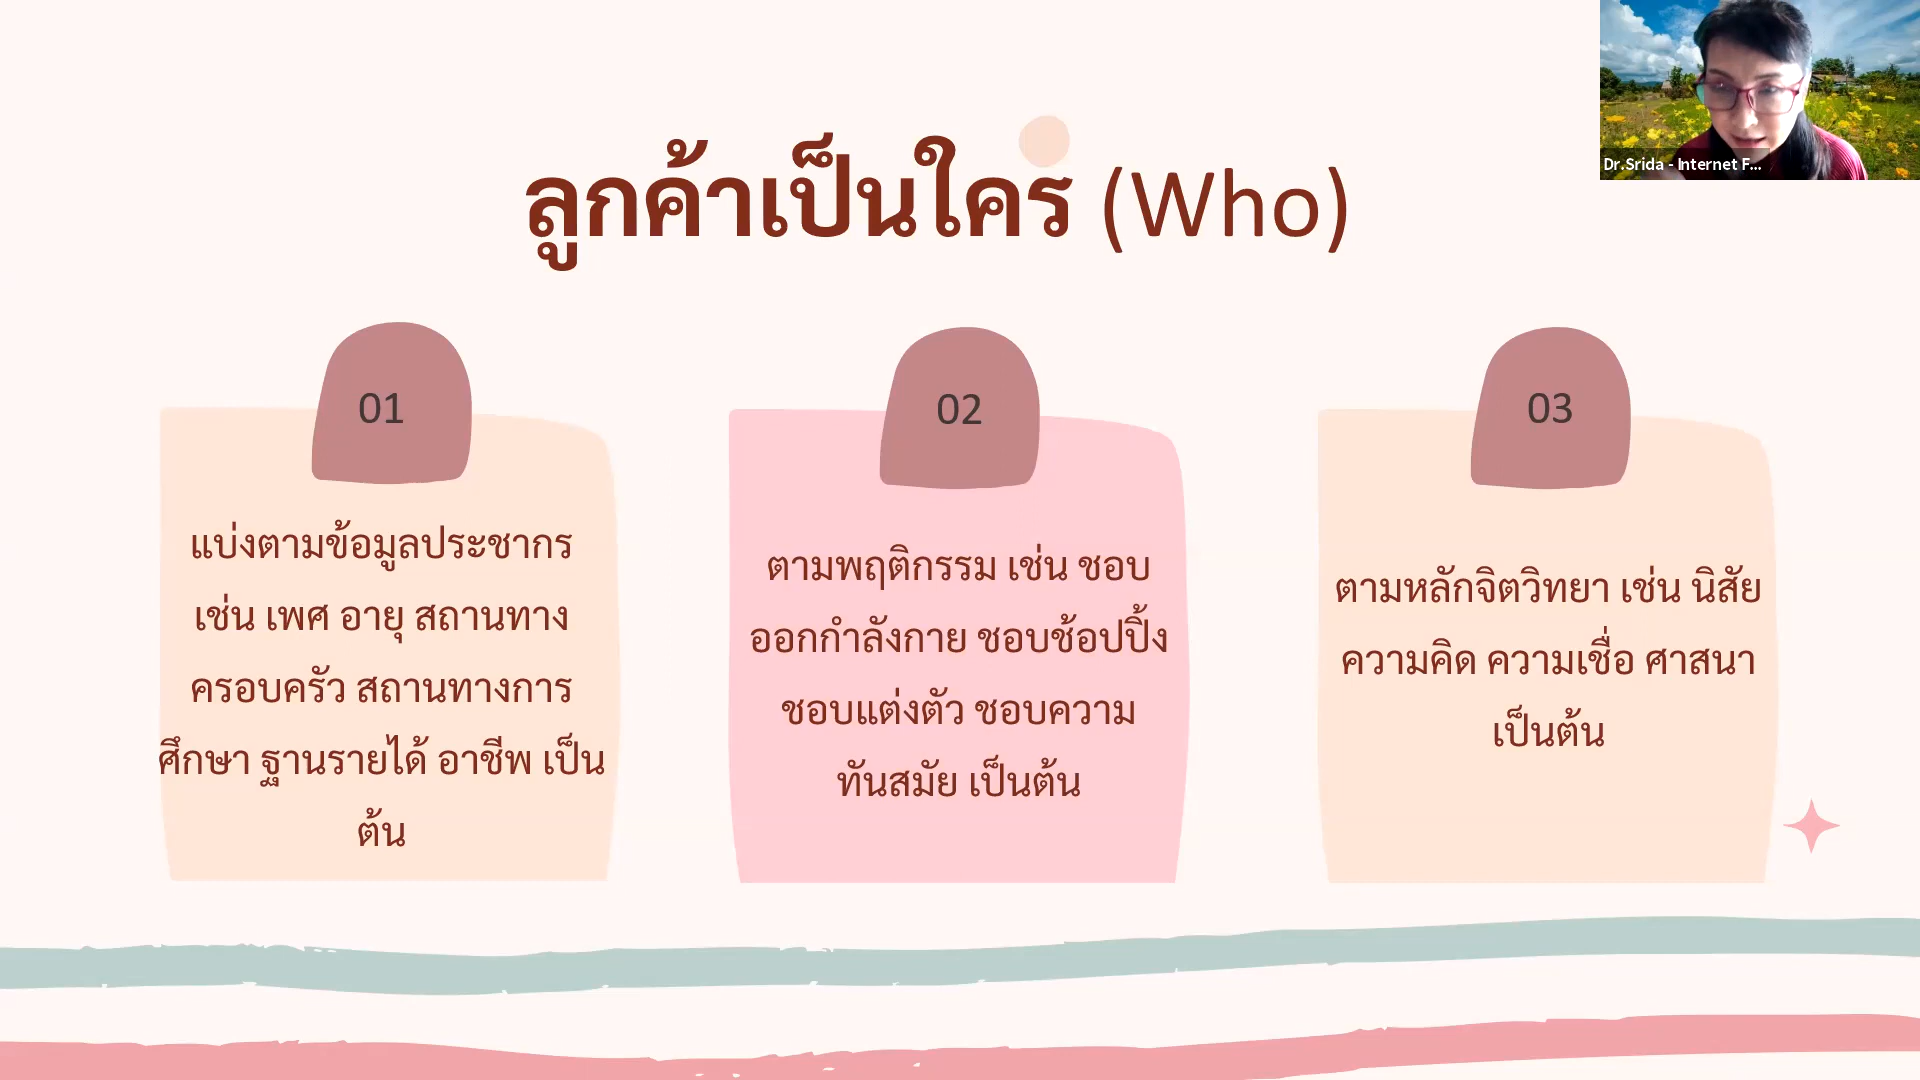 ลูกค้าเป็นใคร (Who)
Dr.Srida - Internet F...
01
แบ่งตามข้อมูลประชากร
เช่น เพศ อายุ สถานทาง
ครอบครัว สถานทางการ
ศึกษา ฐานรายได้ อาชีพ เป็น
ต้น
02
ตามพฤติกรรม เช่น ชอบ
ออกกำลังกาย ชอบช้อปปิ้ง
ชอบแต่งตัว ชอบความ
ทันสมัย เป็นต้น
03
ตามหลักจิตวิทยา เช่น นิสัย
ความคิด ความเชื่อ ศาสนา
เป็นต้น